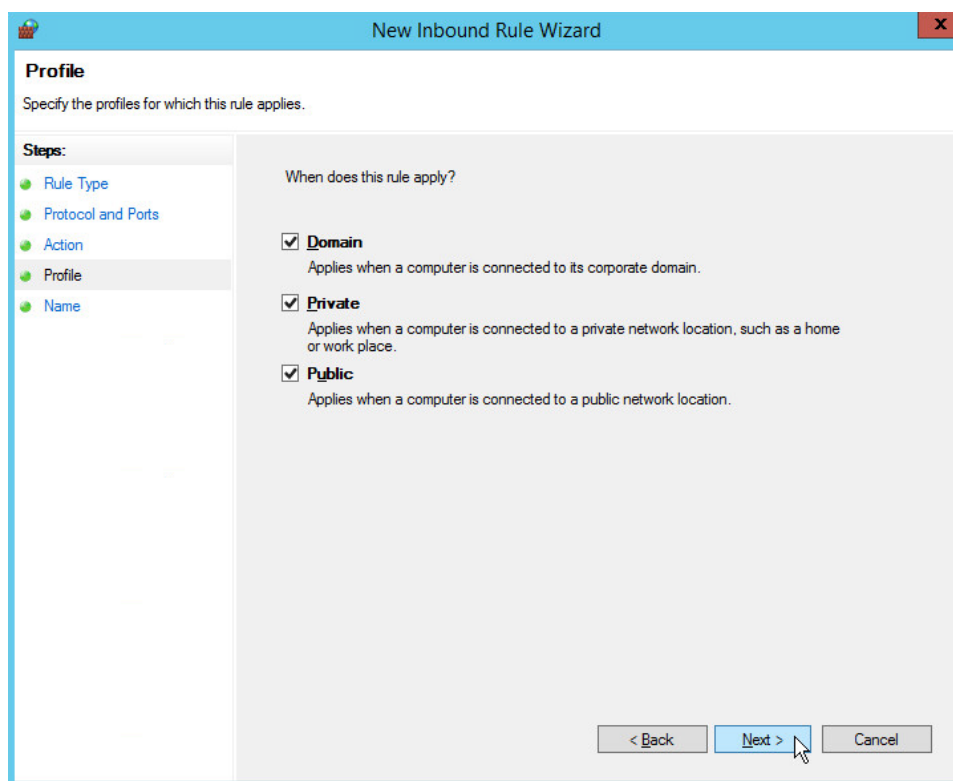 New Inbound Rule Wizard
x
Profile
Specify the profiles for which this rule applies.
Steps:
Rule Type
Protocol and Ports
Action
Profile
Name
When does this rule apply?
Domain
Applies when a computer is connected to its corporate domain.
Private
Applies when a computer is connected to a private network location, such as a home
or work place.
Public
Applies when a computer is connected to a public network location.
< Back
Next >
Cancel